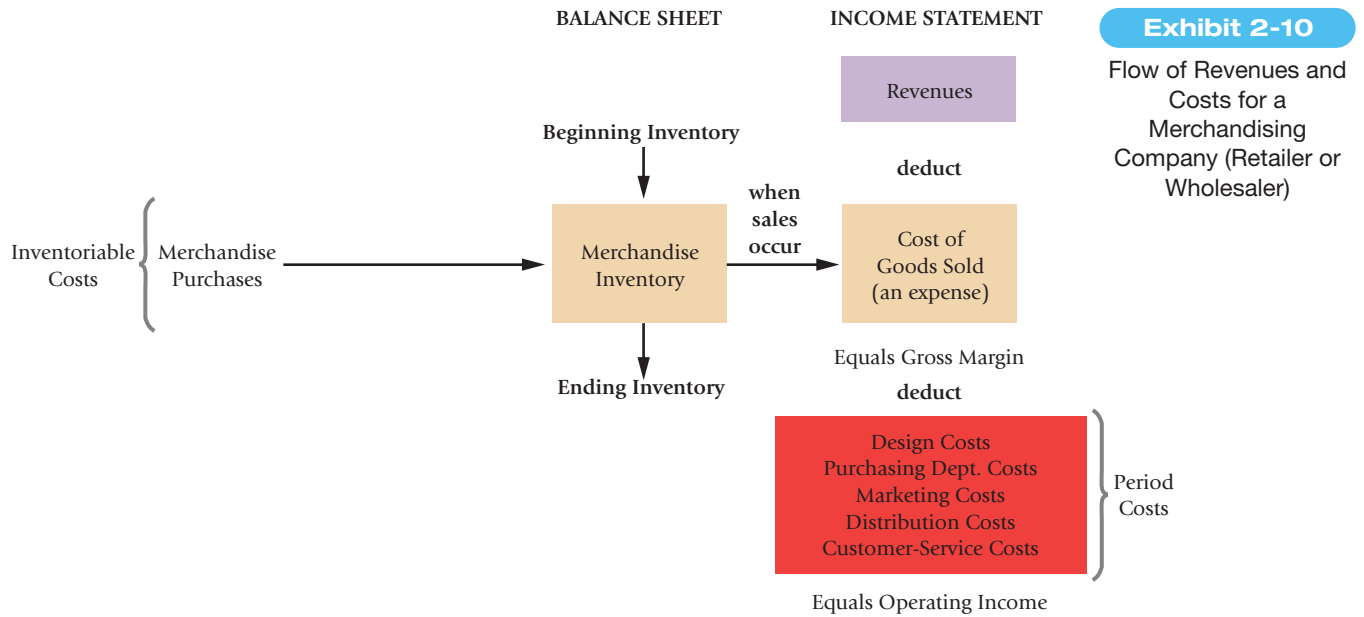 BALANCE SHEET
INCOME STATEMENT
Exhibit 2-10
Flow of Revenues and
Costs for a
Merchandising
Company (Retailer or
Wholesaler)
Revenues
deduct
Beginning Inventory
when
sales
occur
Inventoriable
Costs
Merchandise
Purchases
Merchandise
Inventory
Cost of
Goods Sold
(an expense)
Ending Inventory
Equals Gross Margin
deduct
Design Costs
Purchasing Dept. Costs
Marketing Costs
Distribution Costs
Customer-Service Costs
Period
Costs
Equals Operating Income